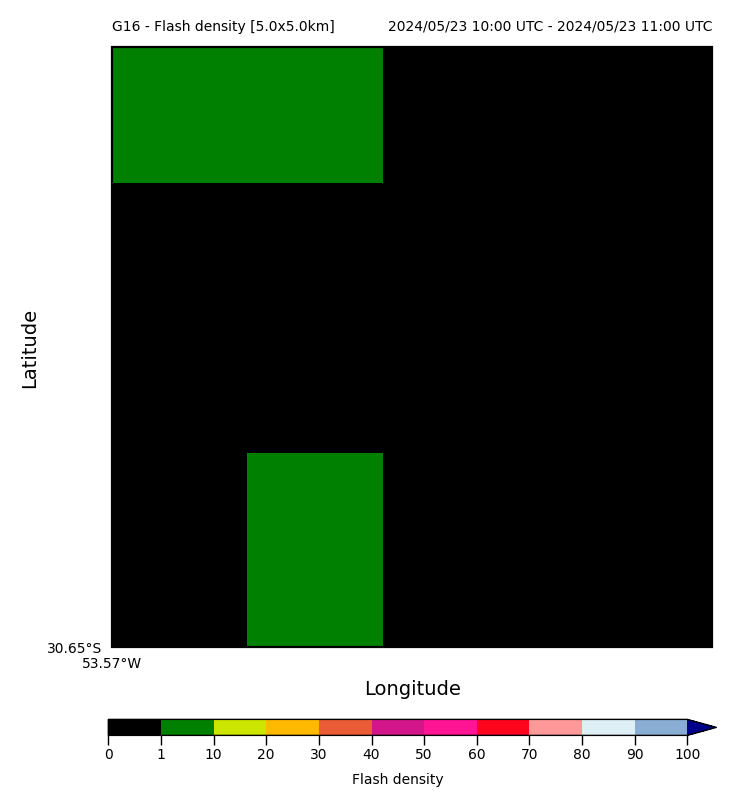 G16 - Flash density [5.0x5.0km] 2024/05/23 10:00 UTC - 2024/05/23 11:00 UTC
Latitude
30.65°S
53.57°W
Longitude
0 1 10 20 30 40 50 60 70 80 90 100
Flash density